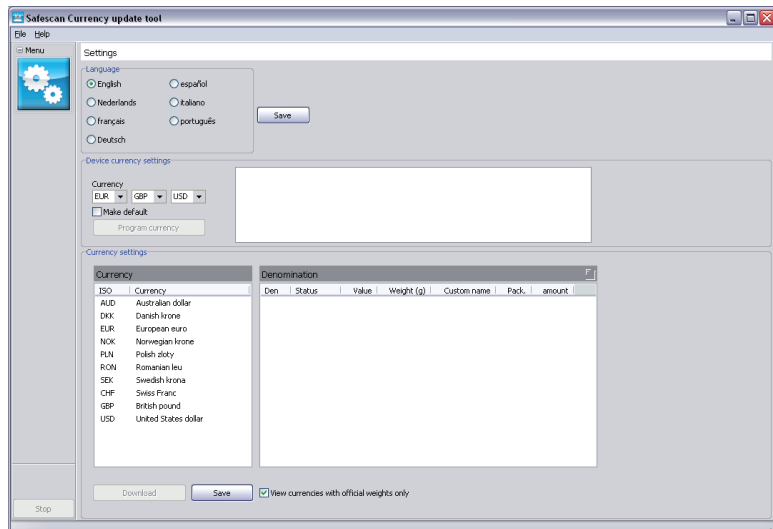 Safescan Currency update tool
File Help
Menu
Settings
Language
English español
Nederlands italiano
français português
Deutsch
Save
Device currency settings
Currency
EUR GBP USD
Make default
Program currency
Currency settings
Currency Denomination
ISO Currency Den Status Value Weight (g) Custom name Pack. amount
AUD Australian dollar
DKK Danish krone
EUR European euro
NOK Norwegian krone
PLN Polish zloty
RON Romanian leu
SEK Swedish krona
CHF Swiss Franc
GBP British pound
USD United States dollar
Download Save View currencies with official weights only
Stop